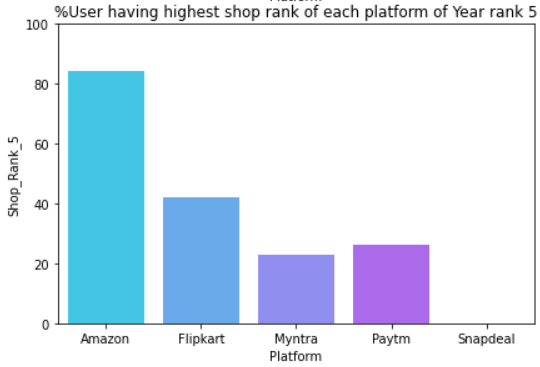 %User having highest shop rank of each platform of Year rank 5
100
80
60
40
20
0
Shop_Rank_5
Amazon Flipkart Myntra Paytm Snapdeal
Platform